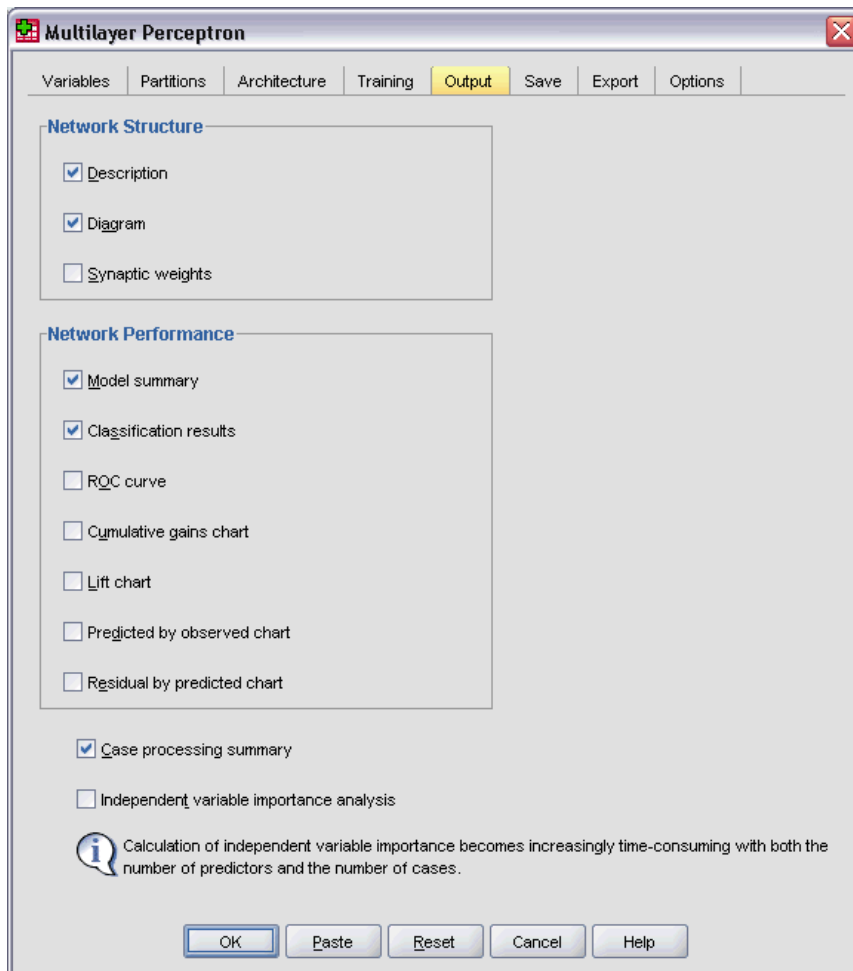 Multilayer Perceptron
Variables Partitions Architecture Training Output Save Export Options
Network Structure
Description
Diagram
Synaptic weights
Network Performance
Model summary
Classification results
ROC curve
Cumulative gains chart
Lift chart
Predicted by observed chart
Residual by predicted chart
Case processing summary
Independent variable importance analysis
Calculation of independent variable importance becomes increasingly time-consuming with both the
number of predictors and the number of cases.
OK Paste Reset Cancel Help